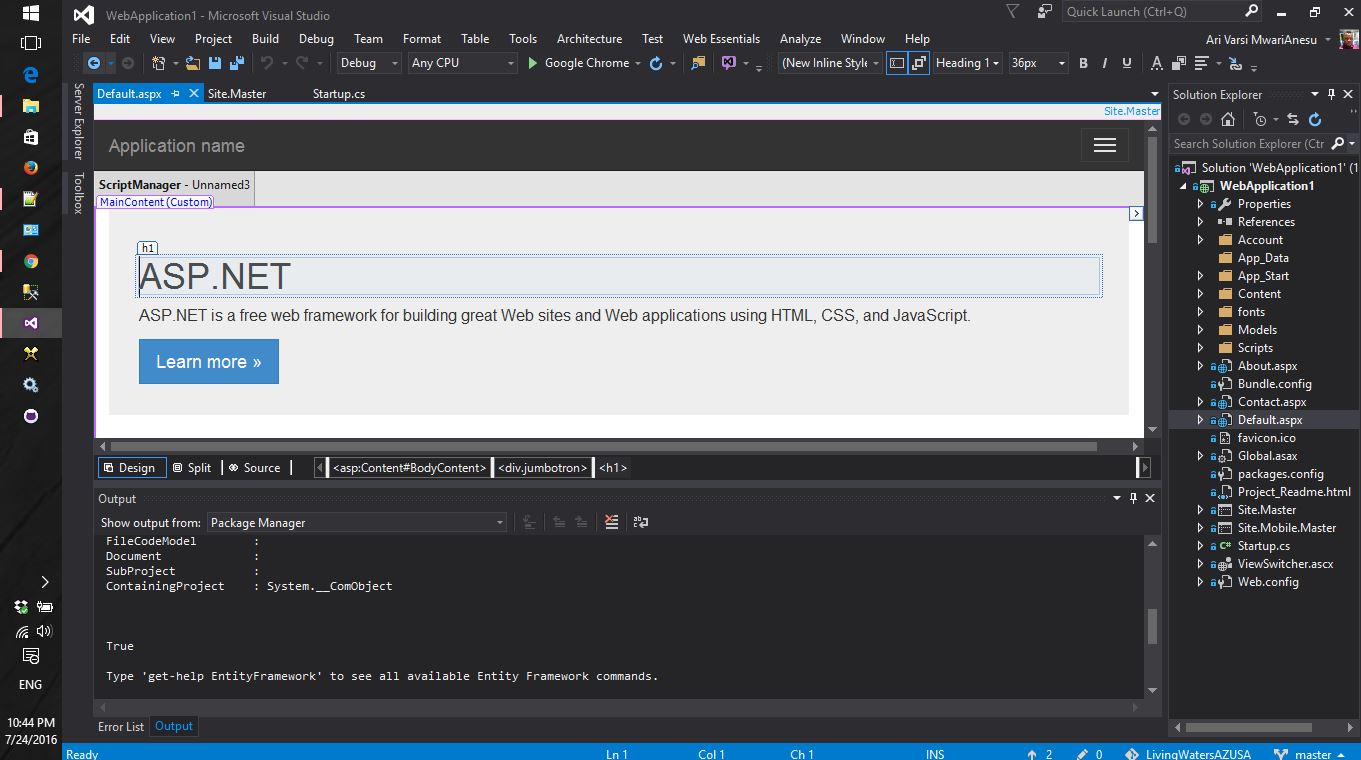 WebApplication1 - Microsoft Visual Studio
Quick Launch (Ctrl+Q)
File Edit View Project Build Debug Team Format Table Tools Architecture Test Web Essentials Analyze Window Help
Ari Varsi MwariAnesu
Debug Any CPU Google Chrome (New Inline Style Heading 1 36px B I U A
Server Explorer
Toolbox
Default.aspx Site.Master Startup.cs
Site.Master
Application name
ScriptManager - Unnamed3
MainContent (Custom)
h1
ASP.NET
ASP.NET is a free web framework for building great Web sites and Web applications using HTML, CSS, and JavaScript.
Learn more »
Design Split Source <asp:Content#BodyContent> <div.jumbotron> <h1>
Output
Show output from: Package Manager
FileCodeModel :
Document :
SubProject :
ContainingProject : System.__ComObject
True
Type 'get-help EntityFramework' to see all available Entity Framework commands.
Error List Output
Solution Explorer
Search Solution Explorer (Ctr
Solution 'WebApplication1' (1
WebApplication1
Properties
References
Account
App_Data
App_Start
Content
fonts
Models
Scripts
About.aspx
Bundle.config
Contact.aspx
Default.aspx
favicon.ico
Global.asax
packages.config
Project_Readme.html
Site.Master
Site.Mobile.Master
Startup.cs
ViewSwitcher.ascx
Web.config
ENG
10:44 PM
7/24/2016
Ready Ln 1 Col 1 Ch 1 INS 2 0 LivingWatersAZUSA master